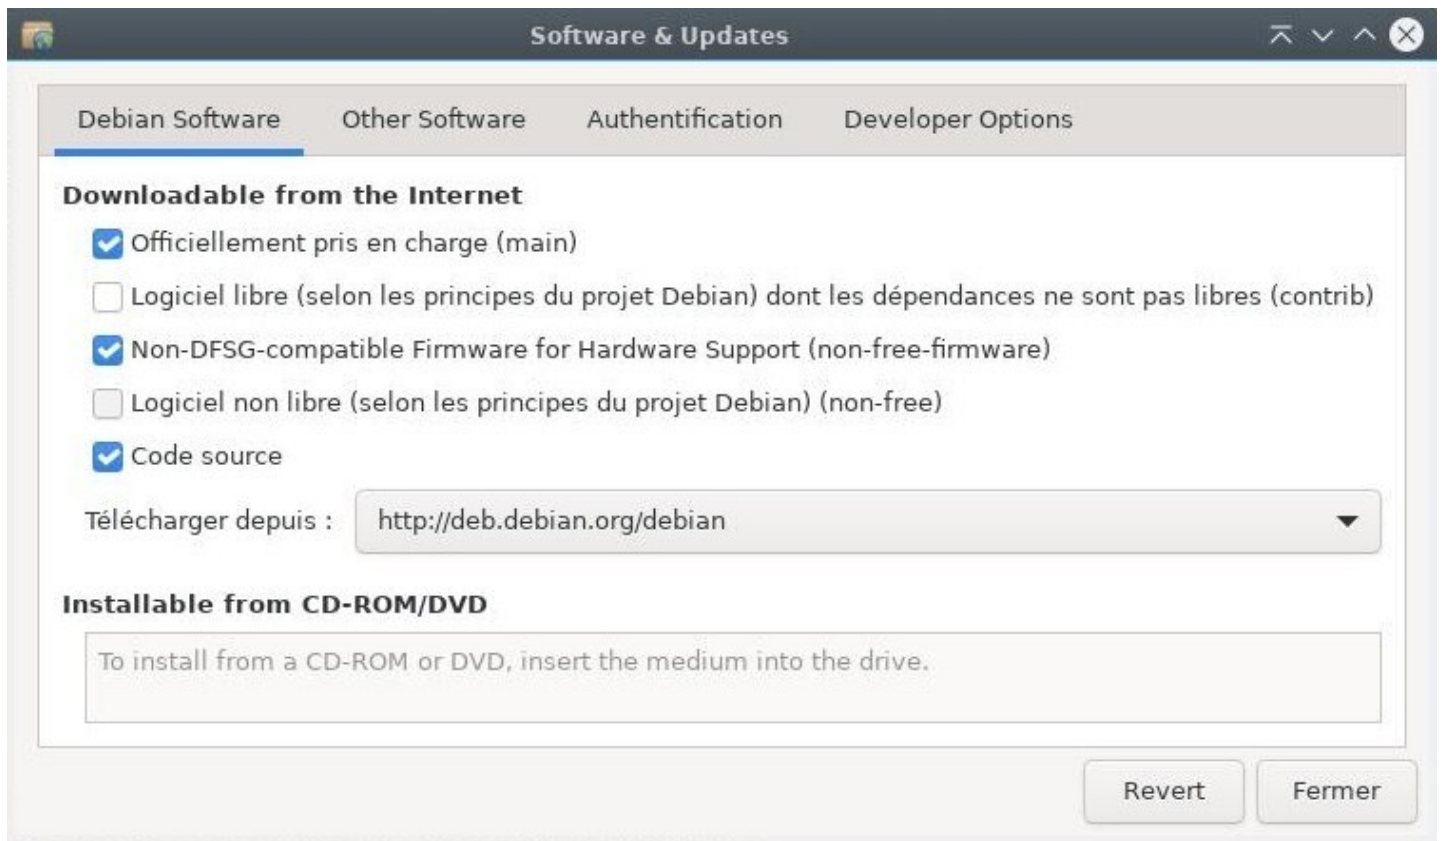 Software & Updates
Debian Software Other Software Authentification Developer Options
Downloadable from the Internet
Officiellement pris en charge (main)
Logiciel libre (selon les principes du projet Debian) dont les dépendances ne sont pas libres (contrib)
Non-DFSG-compatible Firmware for Hardware Support (non-free-firmware)
Logiciel non libre (selon les principes du projet Debian) (non-free)
Code source
Télécharger depuis : http://deb.debian.org/debian
Installable from CD-ROM/DVD
To install from a CD-ROM or DVD, insert the medium into the drive.
Revert Fermer